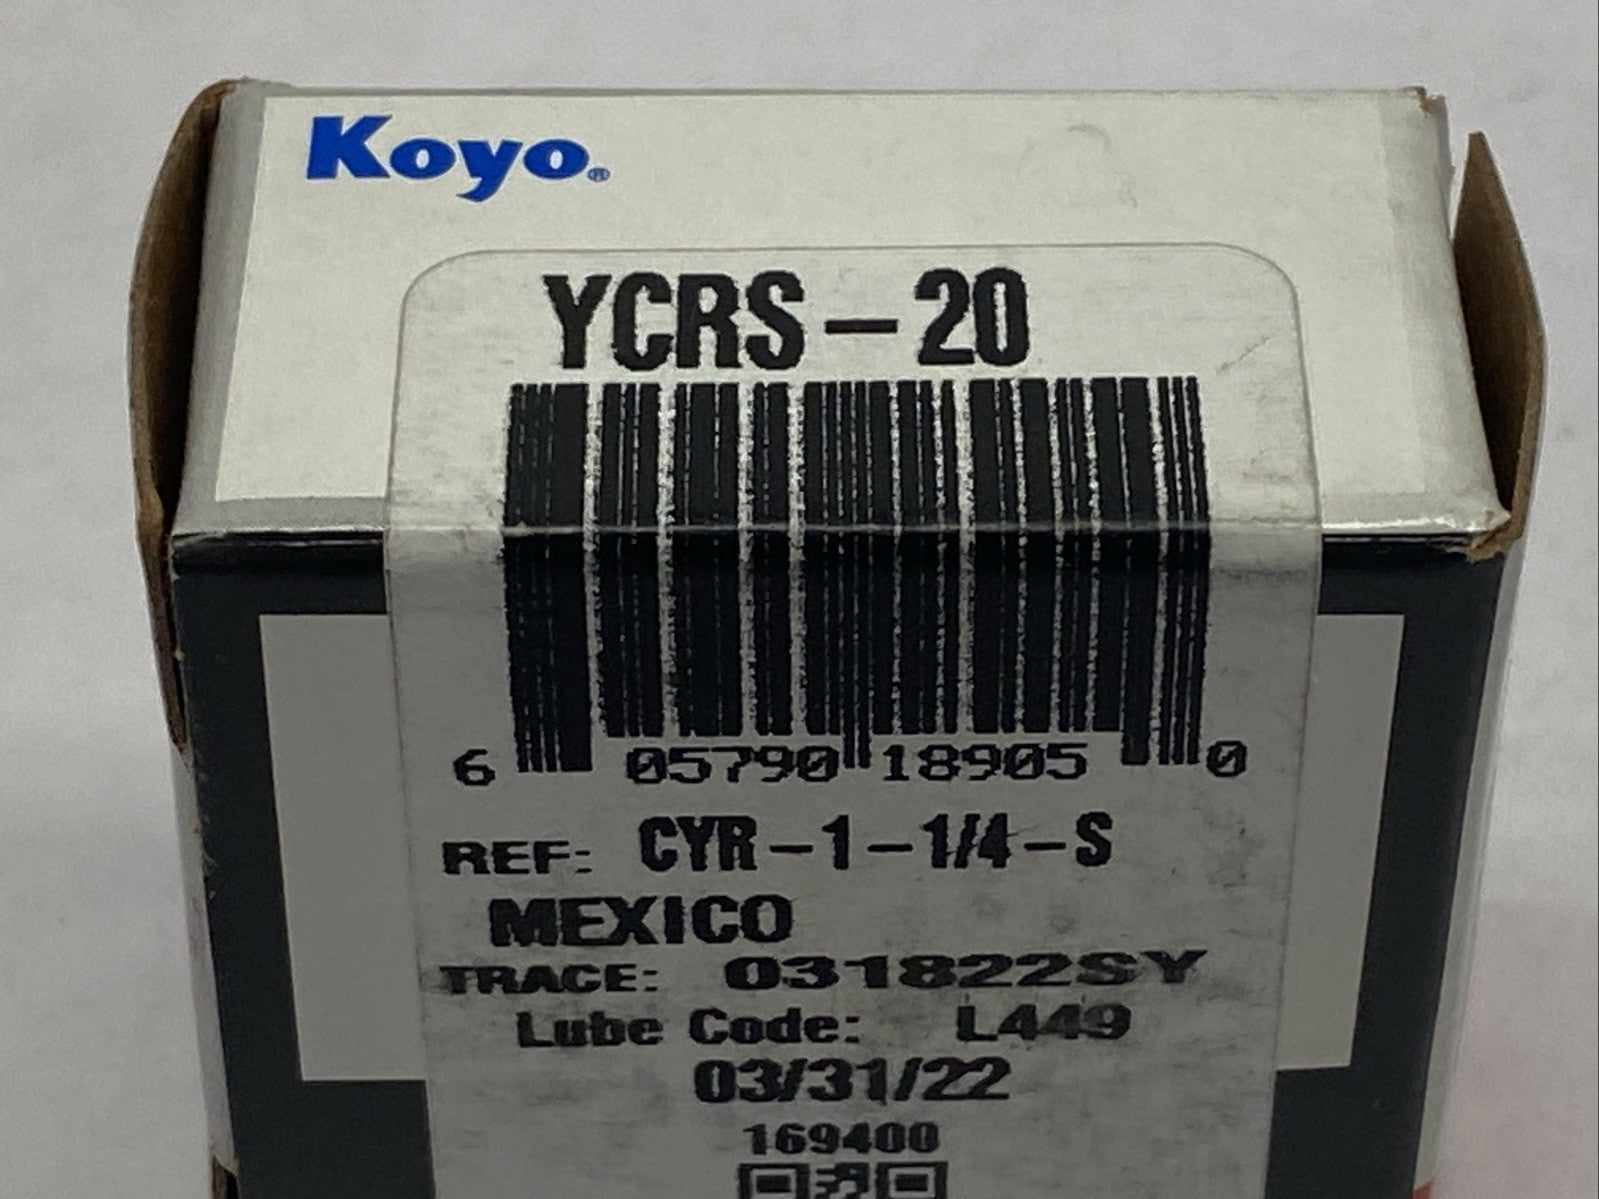 Koyo®
YCRS-20
6 05790 18905 0
REF: CYR-1-1/4-S
MEXICO
TRACE: 031822SY
Lube Code: L449
03/31/22
169400